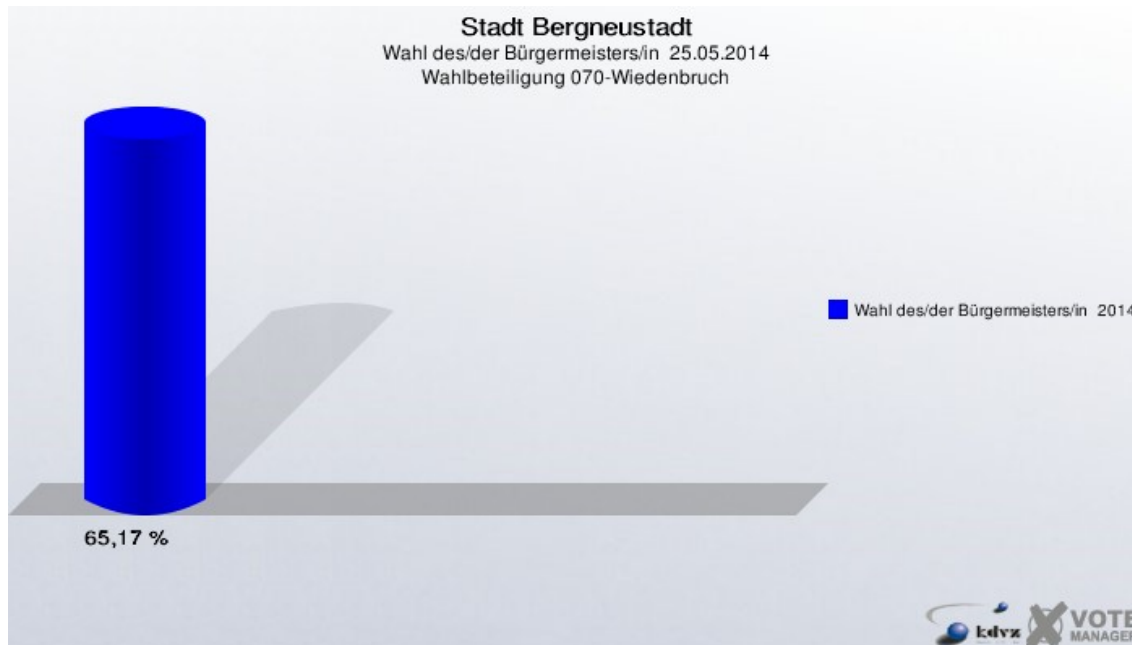 Stadt Bergneustadt
Wahl des/der Bürgermeisters/in 25.05.2014
Wahlbeteiligung 070-Wiedenbruch
Wahl des/der Bürgermeisters/in 2014
65,17 %
kdvz
VOTE
MANAGER